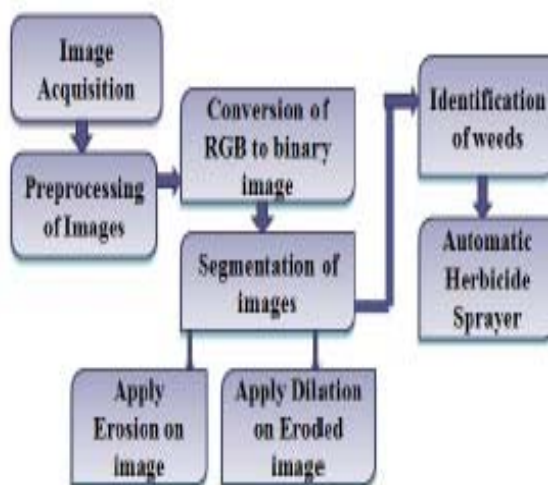 Image
Acquisition
Preprocessing
of Images
Conversion of
RGB to binary
image
Segmentation of
images
Apply
Erosion on
image
Apply Dilation
on Eroded
image
Identification
of weeds
Automatic
Herbicide
Sprayer